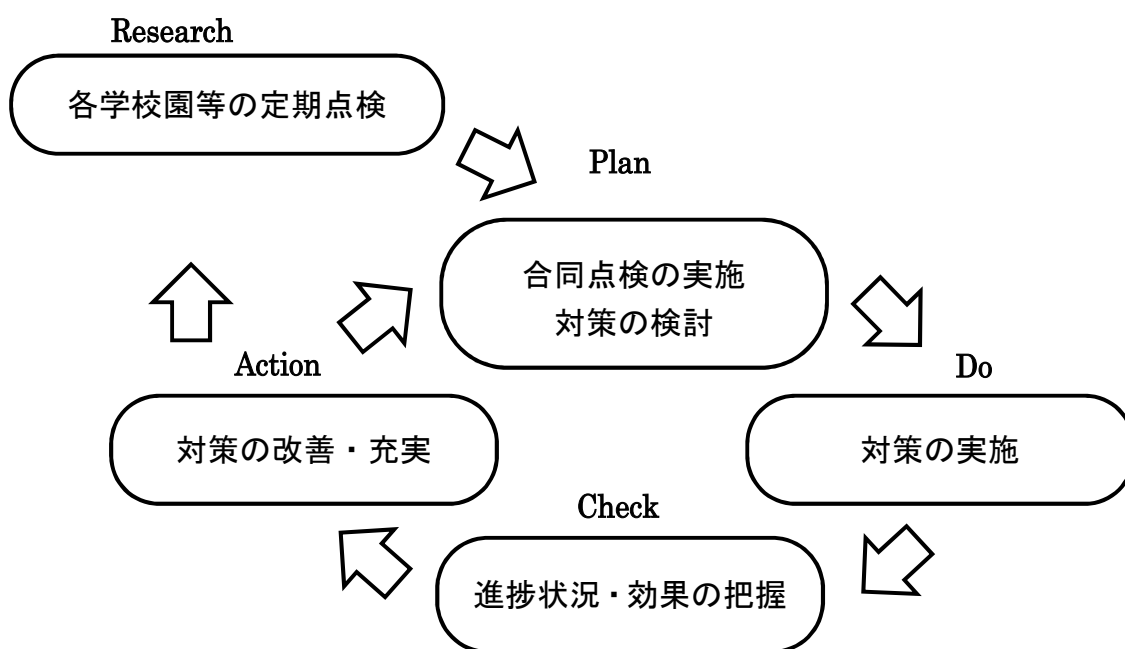 Research
各学校園等の定期点検
Plan
合同点検の実施
対策の検討
Do
対策の実施
Check
進捗状況・効果の把握
Action
対策の改善・充実